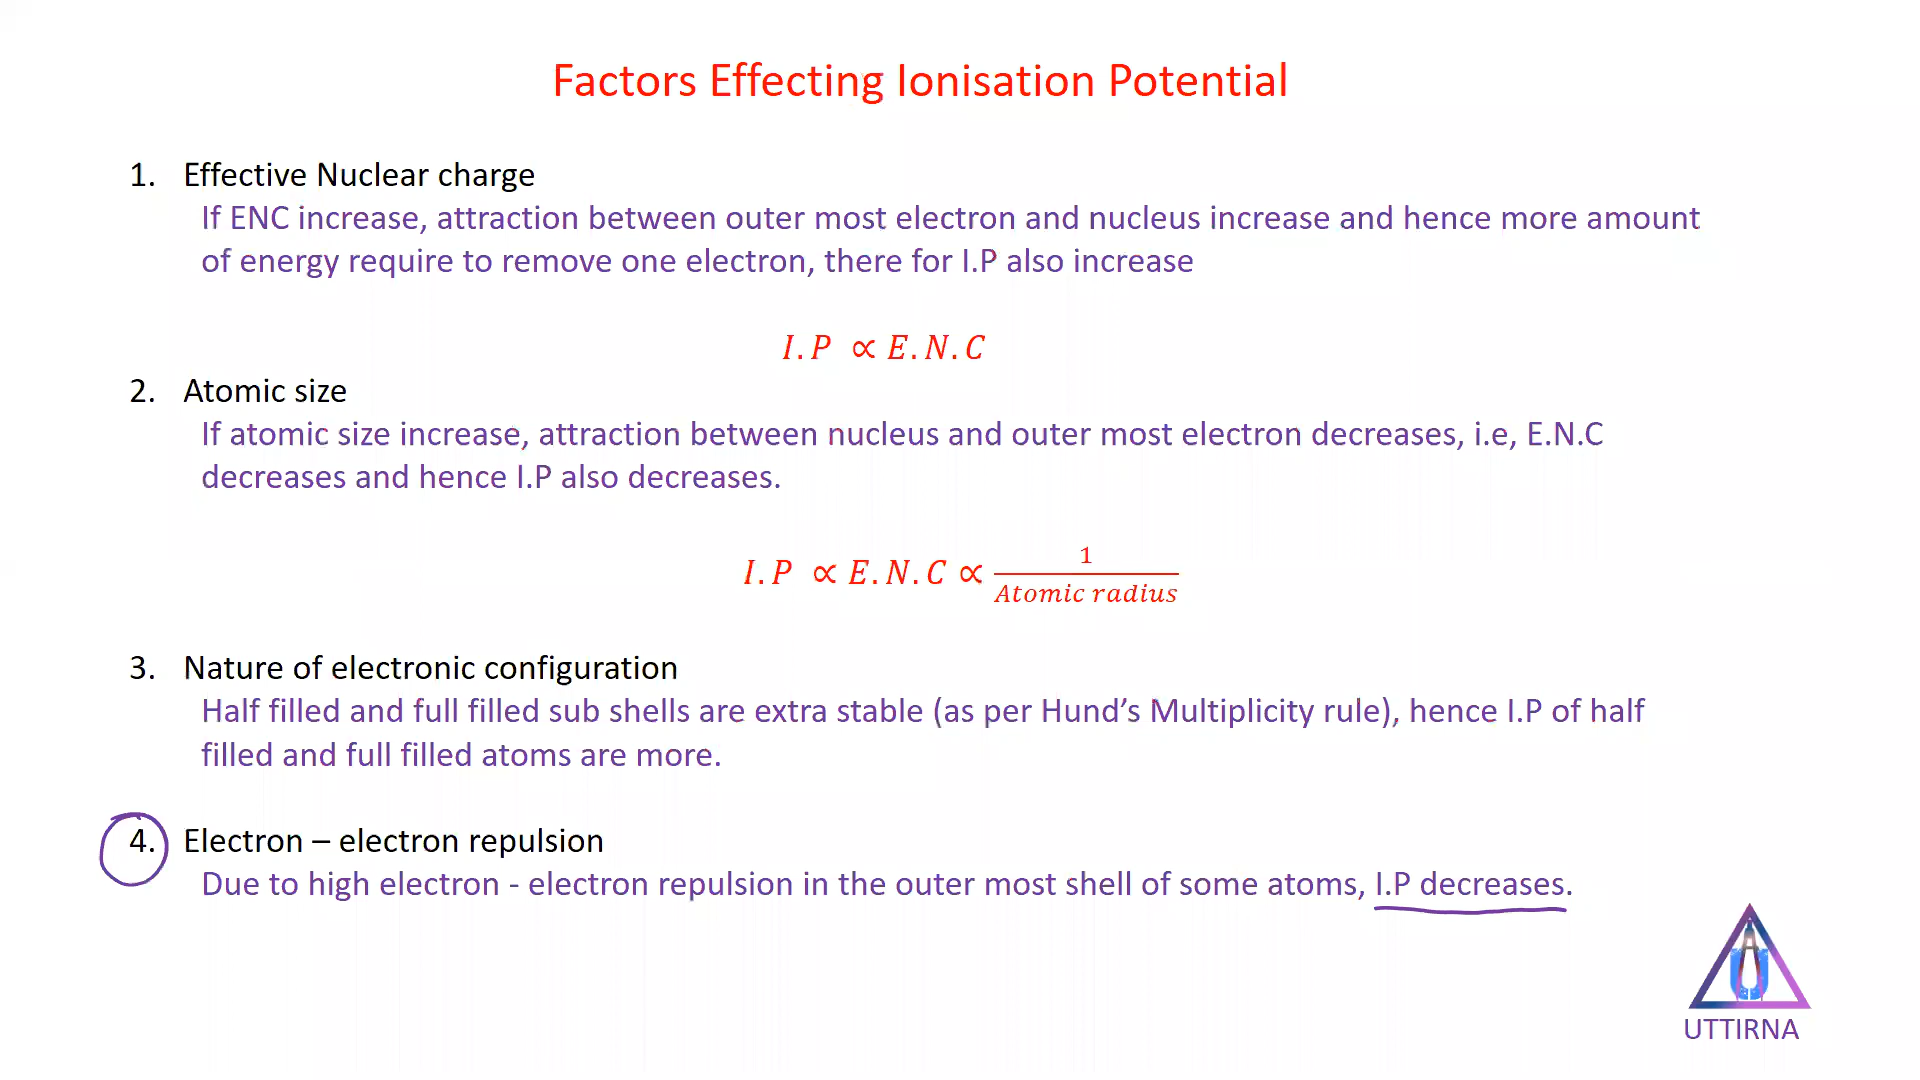 Factors Effecting Ionisation Potential
1. Effective Nuclear charge
If ENC increase, attraction between outer most electron and nucleus increase and hence more amount
of energy require to remove one electron, there for I.P also increase
I.P ∝ E.N.C
2. Atomic size
If atomic size increase, attraction between nucleus and outer most electron decreases, i.e, E.N.C
decreases and hence I.P also decreases.
I.P ∝ E.N.C ∝ 1/Atomic radius
3. Nature of electronic configuration
Half filled and full filled sub shells are extra stable (as per Hund’s Multiplicity rule), hence I.P of half
filled and full filled atoms are more.
4. Electron – electron repulsion
Due to high electron - electron repulsion in the outer most shell of some atoms, I.P decreases.
UTTIRNA